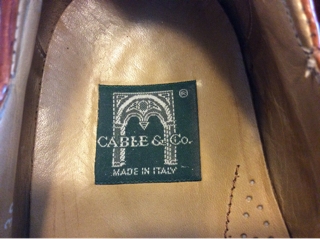 ®
CABLE & Co.
MADE IN ITALY